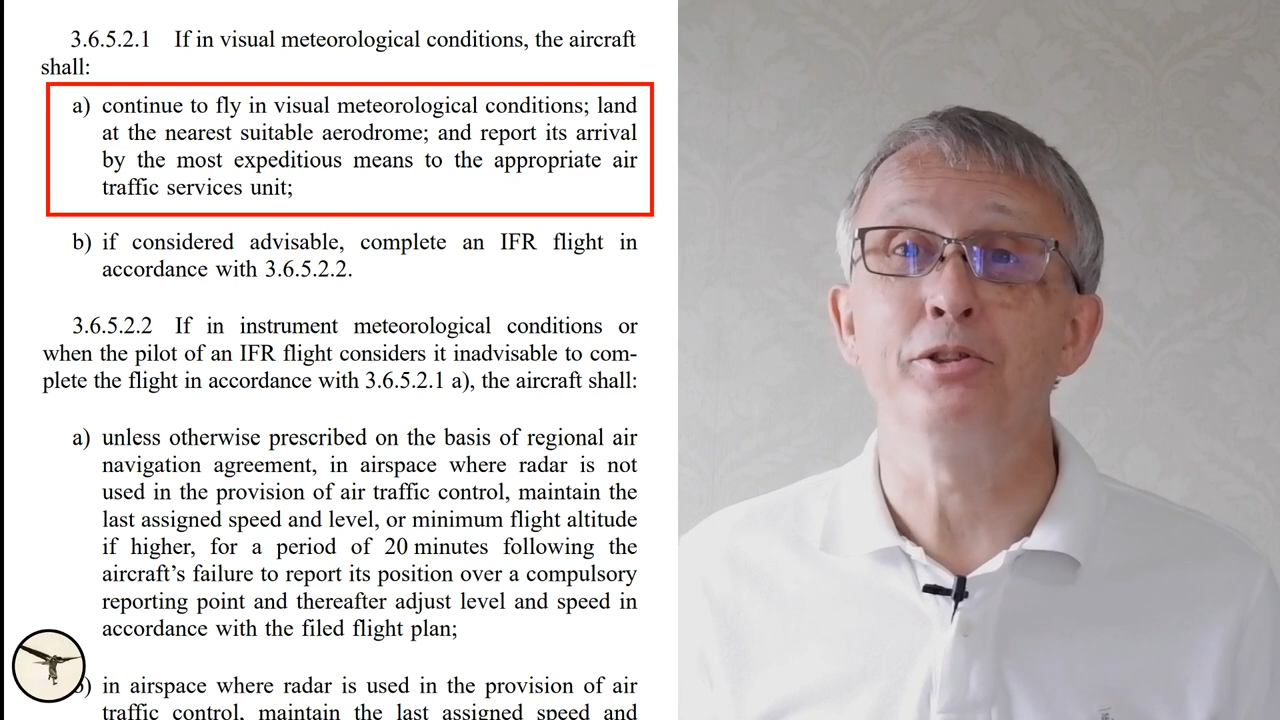 3.6.5.2.1 If in visual meteorological conditions, the aircraft
shall:
a) continue to fly in visual meteorological conditions; land
at the nearest suitable aerodrome; and report its arrival
by the most expeditious means to the appropriate air
traffic services unit;
b) if considered advisable, complete an IFR flight in
accordance with 3.6.5.2.2.
3.6.5.2.2 If in instrument meteorological conditions or
when the pilot of an IFR flight considers it inadvisable to com-
plete the flight in accordance with 3.6.5.2.1 a), the aircraft shall:
a) unless otherwise prescribed on the basis of regional air
navigation agreement, in airspace where radar is not
used in the provision of air traffic control, maintain the
last assigned speed and level, or minimum flight altitude
if higher, for a period of 20 minutes following the
aircraft's failure to report its position over a compulsory
reporting point and thereafter adjust level and speed in
accordance with the filed flight plan;
in airspace where radar is used in the provision of air
traffic control, maintain the last assigned speed and